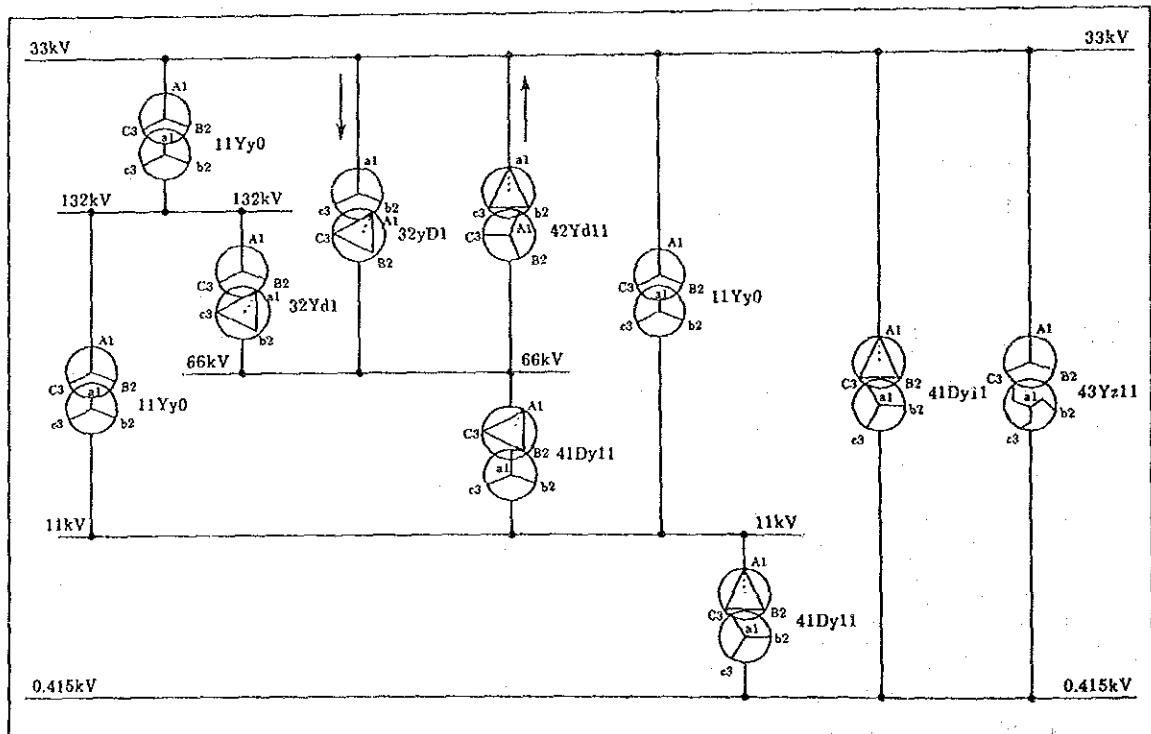 33kV
33kV
A1
C3
B2
a1
11Yy0
c3
b2
132kV
132kV
a1
c3
b2
A1
32yD1
C3
B2
a1
c3
b2
A1
42Yd11
C3
B2
A1
C3
B2
a1
32Yd1
c3
b2
A1
C3
B2
a1
11Yy0
c3
b2
66kV
66kV
A1
C3
B2
a1
11Yy0
c3
b2
A1
C3
B2
a1
41Dy11
c3
b2
A1
C3
B2
a1
41Dy11
b2
c3
A1
C3
B2
a1
43Yz11
b2
c3
11kV
11kV
A1
C3
B2
a1
41Dy11
b2
c3
0.415kV
0.415kV